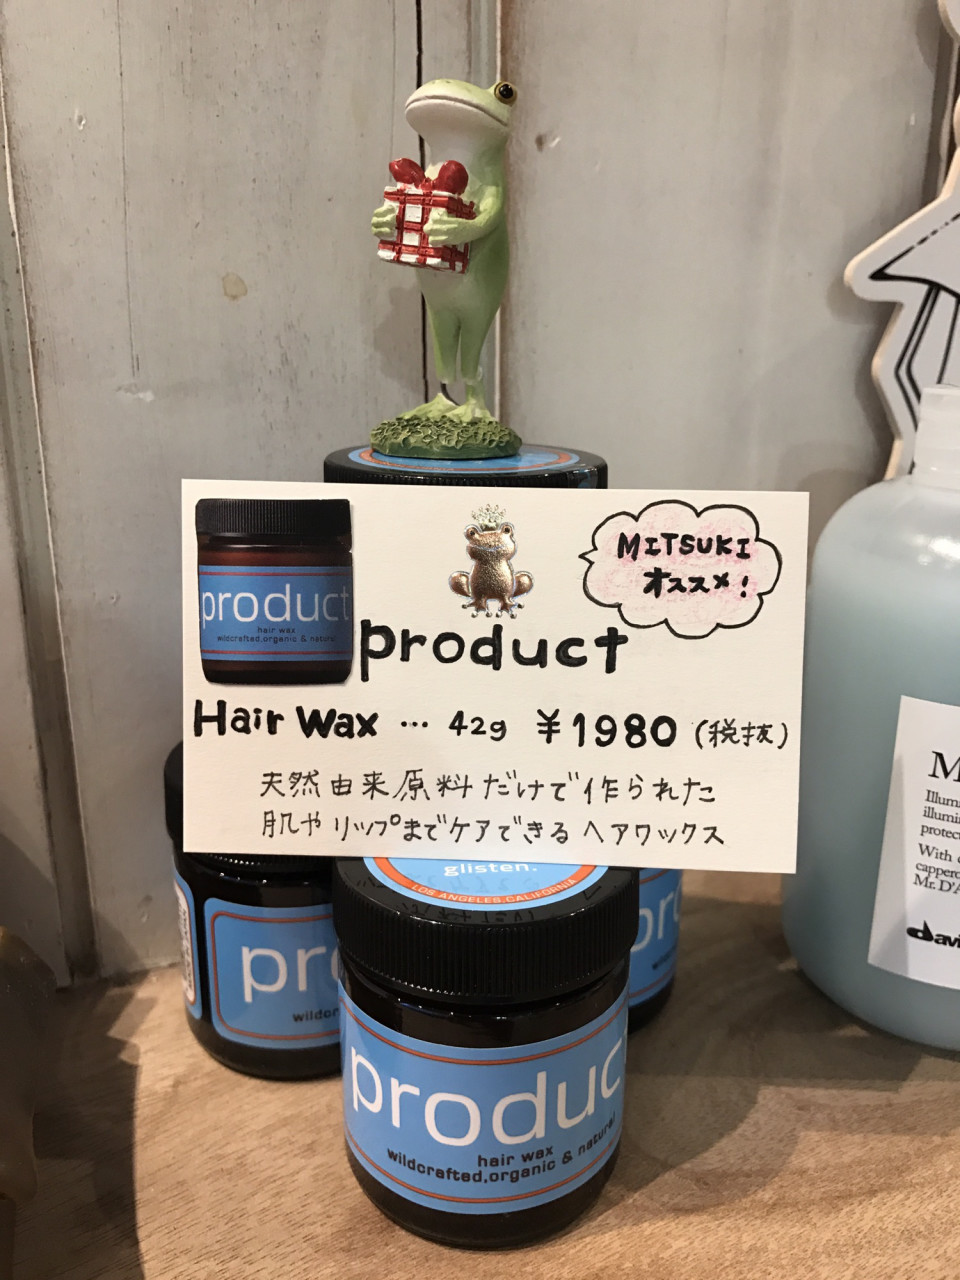 MITSUKI
オススメ!
product
hair wax
wildcrafted,organic & natural
product
Hair Wax … 42g ¥1980 (税抜)
天然由来原料だけで作られた
肌や リップまでケアできる ヘアワックス
glisten.
LOS ANGELES.CALIFORNIA
product
hair wax
wildcrafted,organic & natural